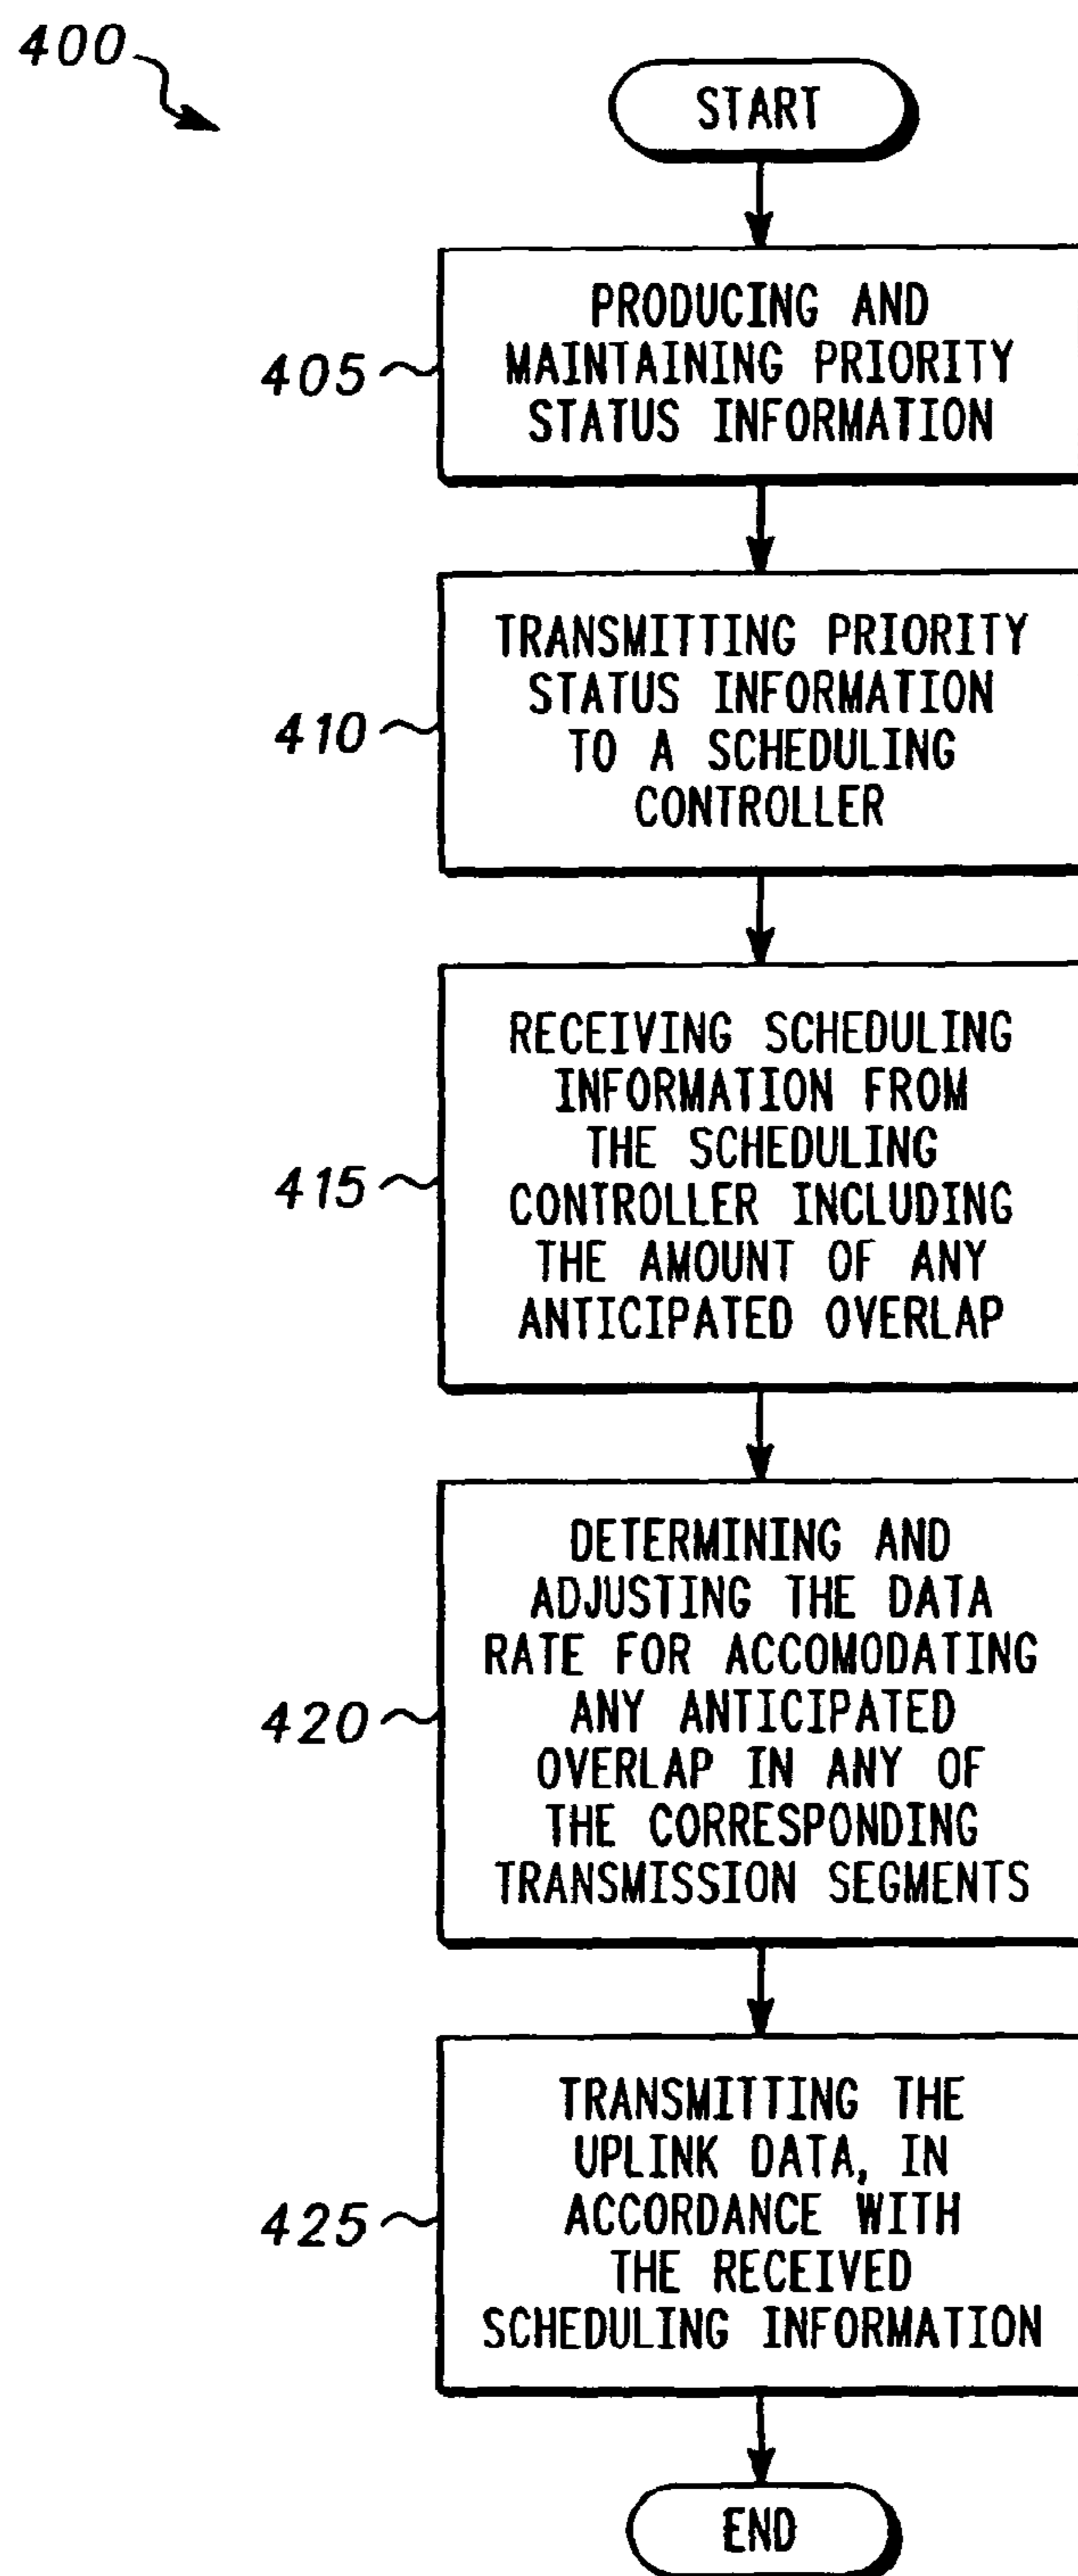 400
START
405
PRODUCING AND
MAINTAINING PRIORITY
STATUS INFORMATION
410
TRANSMITTING PRIORITY
STATUS INFORMATION
TO A SCHEDULING
CONTROLLER
415
RECEIVING SCHEDULING
INFORMATION FROM
THE SCHEDULING
CONTROLLER INCLUDING
THE AMOUNT OF ANY
ANTICIPATED OVERLAP
420
DETERMINING AND
ADJUSTING THE DATA
RATE FOR ACCOMODATING
ANY ANTICIPATED
OVERLAP IN ANY OF
THE CORRESPONDING
TRANSMISSION SEGMENTS
425
TRANSMITTING THE
UPLINK DATA, IN
ACCORDANCE WITH
THE RECEIVED
SCHEDULING INFORMATION
END